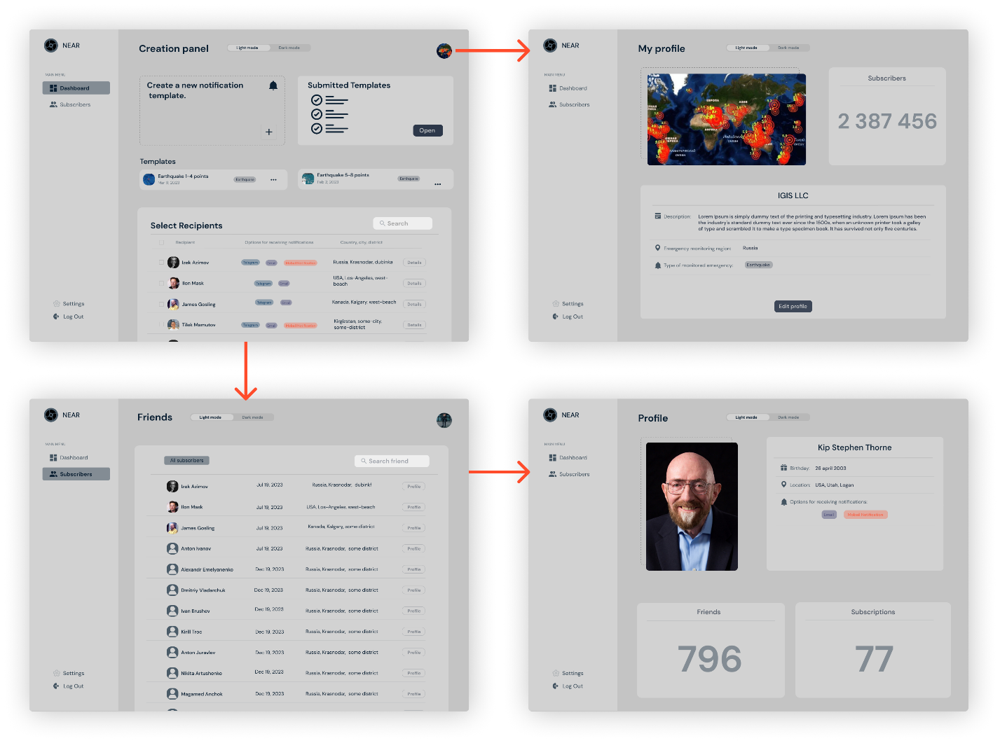 NEAR
MAIN MENU
Dashboard
Subscribers
Settings
Log Out
Creation panel
Light mode
Dark mode
Create a new notification
template.
+
Submitted Templates
Open
Templates
Earthquake 1-4 points
Mar 9, 2023
Earthquake
Earthquake 5-8 points
Feb 2, 2023
Earthquake
Select Recipients
Search
Recipient
Options for receiving notifications
Country, city, district
Izek Azimov
Telegram
Email
Russia, Krasnodar, dubinka
Details
Ilon Mask
Telegram
Email
USA, Los-Angeles, west-
beach
Details
James Gosling
Telegram
Email
Kanada, Kalgary, west-beach
Details
Tilek Mamutov
Telegram
Email
Kirgizstan, some-city,
some-district
Details
NEAR
MAIN MENU
Dashboard
Subscribers
Settings
Log Out
My profile
Light mode
Dark mode
ЕВРОПА
АЗИЯ
АФРИКА
Subscribers
2 387 456
IGIS LLC
Description:
Lorem Ipsum is simply dummy text of the printing and typesetting industry. Lorem Ipsum has been
the industry's standard dummy text ever since the 1500s, when an unknown printer took a galley
of type and scrambled it to make a type specimen book. It has survived not only five centuries.
Emergency monitoring region:
Russia
Type of monitored emergency:
Earthquake
Edit profile
NEAR
MAIN MENU
Dashboard
Subscribers
Settings
Log Out
Friends
Light mode
Dark mode
All subscribers
Search friend
Izek Azimov
Jul 19, 2023
Russia, Krasnodar, dubinkf
Profile
Ilon Mask
Jul 19, 2023
USA, Los-Angeles, west-beach
Profile
James Gosling
Jul 19, 2023
Kanada, Kalgary, some district
Profile
Anton Ivanov
Jul 19, 2023
Russia, Krasnodar, some district
Profile
Alexandr Emelyanenko
Dec 19, 2023
Russia, Krasnodar, some district
Profile
Dmitriy Vladarchuk
Dec 19, 2023
Russia, Krasnodar, some district
Profile
Ivan Erushev
Dec 19, 2023
Russia, Krasnodar, some district
Profile
Kirill Troc
Dec 19, 2023
Russia, Krasnodar, some district
Profile
Anton Juravlev
Dec 19, 2023
Russia, Krasnodar, some district
Profile
Nikita Artushenko
Dec 19, 2023
Russia, Krasnodar, some district
Profile
Magamed Anchok
Dec 19, 2023
Russia, Krasnodar, some district
Profile
NEAR
MAIN MENU
Dashboard
Subscribers
Settings
Log Out
Profile
Light mode
Dark mode
Kip Stephen Thorne
Birthday:
26 april 2003
Location:
USA, Utah, Logan
Options for receiving notifications:
Email
Mobail Notification
Friends
796
Subscriptions
77